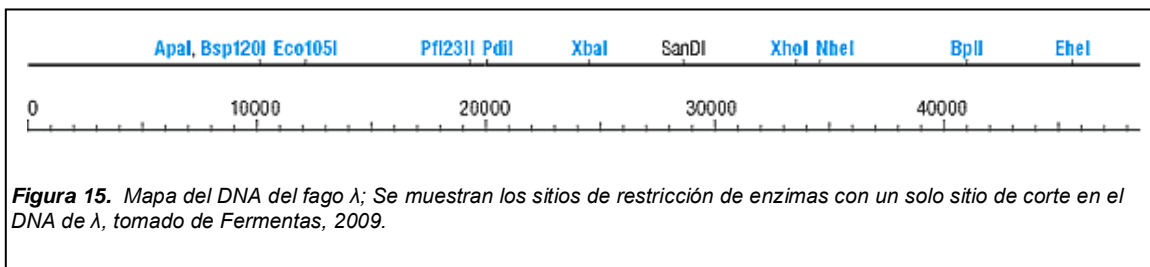 ApaI, Bsp120I Eco105I Pfl23II PdiI XbaI SanDI XhoI NheI BplI EheI
0 10000 20000 30000 40000
Figura 15. Mapa del DNA del fago λ; Se muestran los sitios de restricción de enzimas con un solo sitio de corte en el
DNA de λ, tomado de Fermentas, 2009.